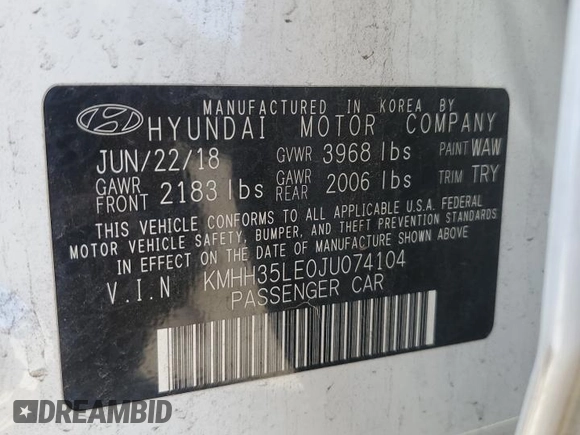 MANUFACTURED IN KOREA BY
HYUNDAI MOTOR COMPANY
JUN/22/18 GVWR 3968 lbs PAINT WAW
GAWR FRONT 2183 lbs GAWR REAR 2006 lbs TRIM TRY
THIS VEHICLE CONFORMS TO ALL APPLICABLE U.S.A. FEDERAL
MOTOR VEHICLE SAFETY, BUMPER, AND THEFT PREVENTION STANDARDS
IN EFFECT ON THE DATE OF MANUFACTURE SHOWN ABOVE
V.I.N KMHH35LE0JU074104
PASSENGER CAR
DREAMBID